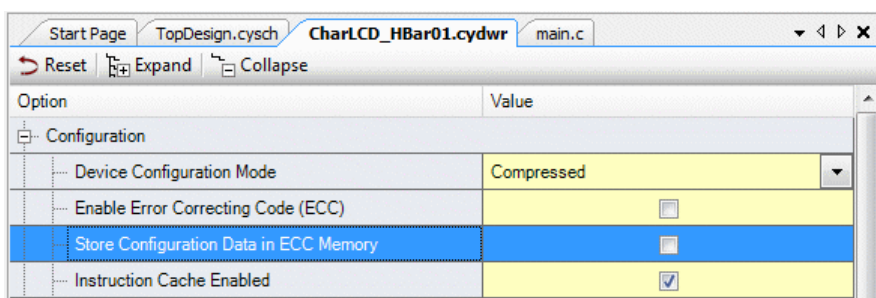 Start Page TopDesign.cysch CharLCD_HBar01.cydwr main.c
Reset Expand Collapse
Option Value
Configuration
Device Configuration Mode Compressed
Enable Error Correcting Code (ECC)
Store Configuration Data in ECC Memory
Instruction Cache Enabled